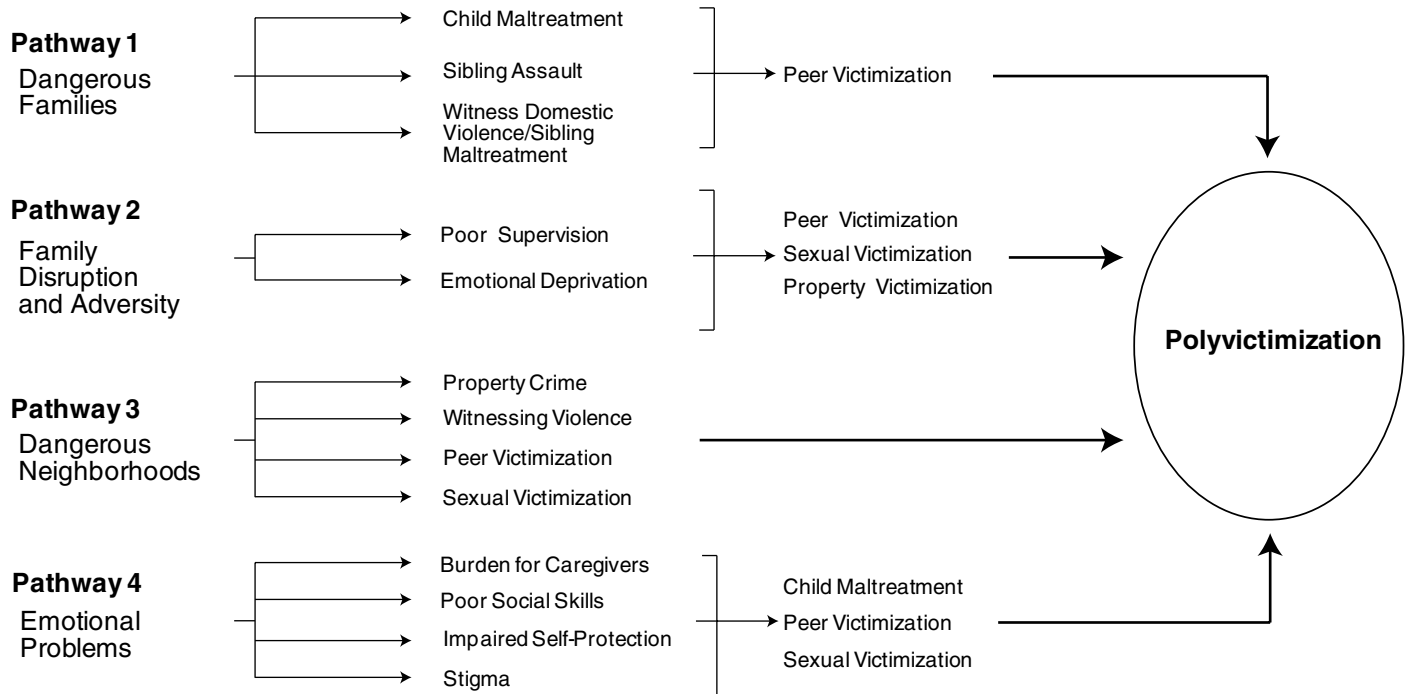 Pathway 1
Dangerous
Families
Child Maltreatment
Sibling Assault
Witness Domestic
Violence/Sibling
Maltreatment
Peer Victimization
Pathway 2
Family
Disruption
and Adversity
Poor Supervision
Emotional Deprivation
Peer Victimization
Sexual Victimization
Property Victimization
Pathway 3
Dangerous
Neighborhoods
Property Crime
Witnessing Violence
Peer Victimization
Sexual Victimization
Pathway 4
Emotional
Problems
Burden for Caregivers
Poor Social Skills
Impaired Self-Protection
Stigma
Child Maltreatment
Peer Victimization
Sexual Victimization
Polyvictimization